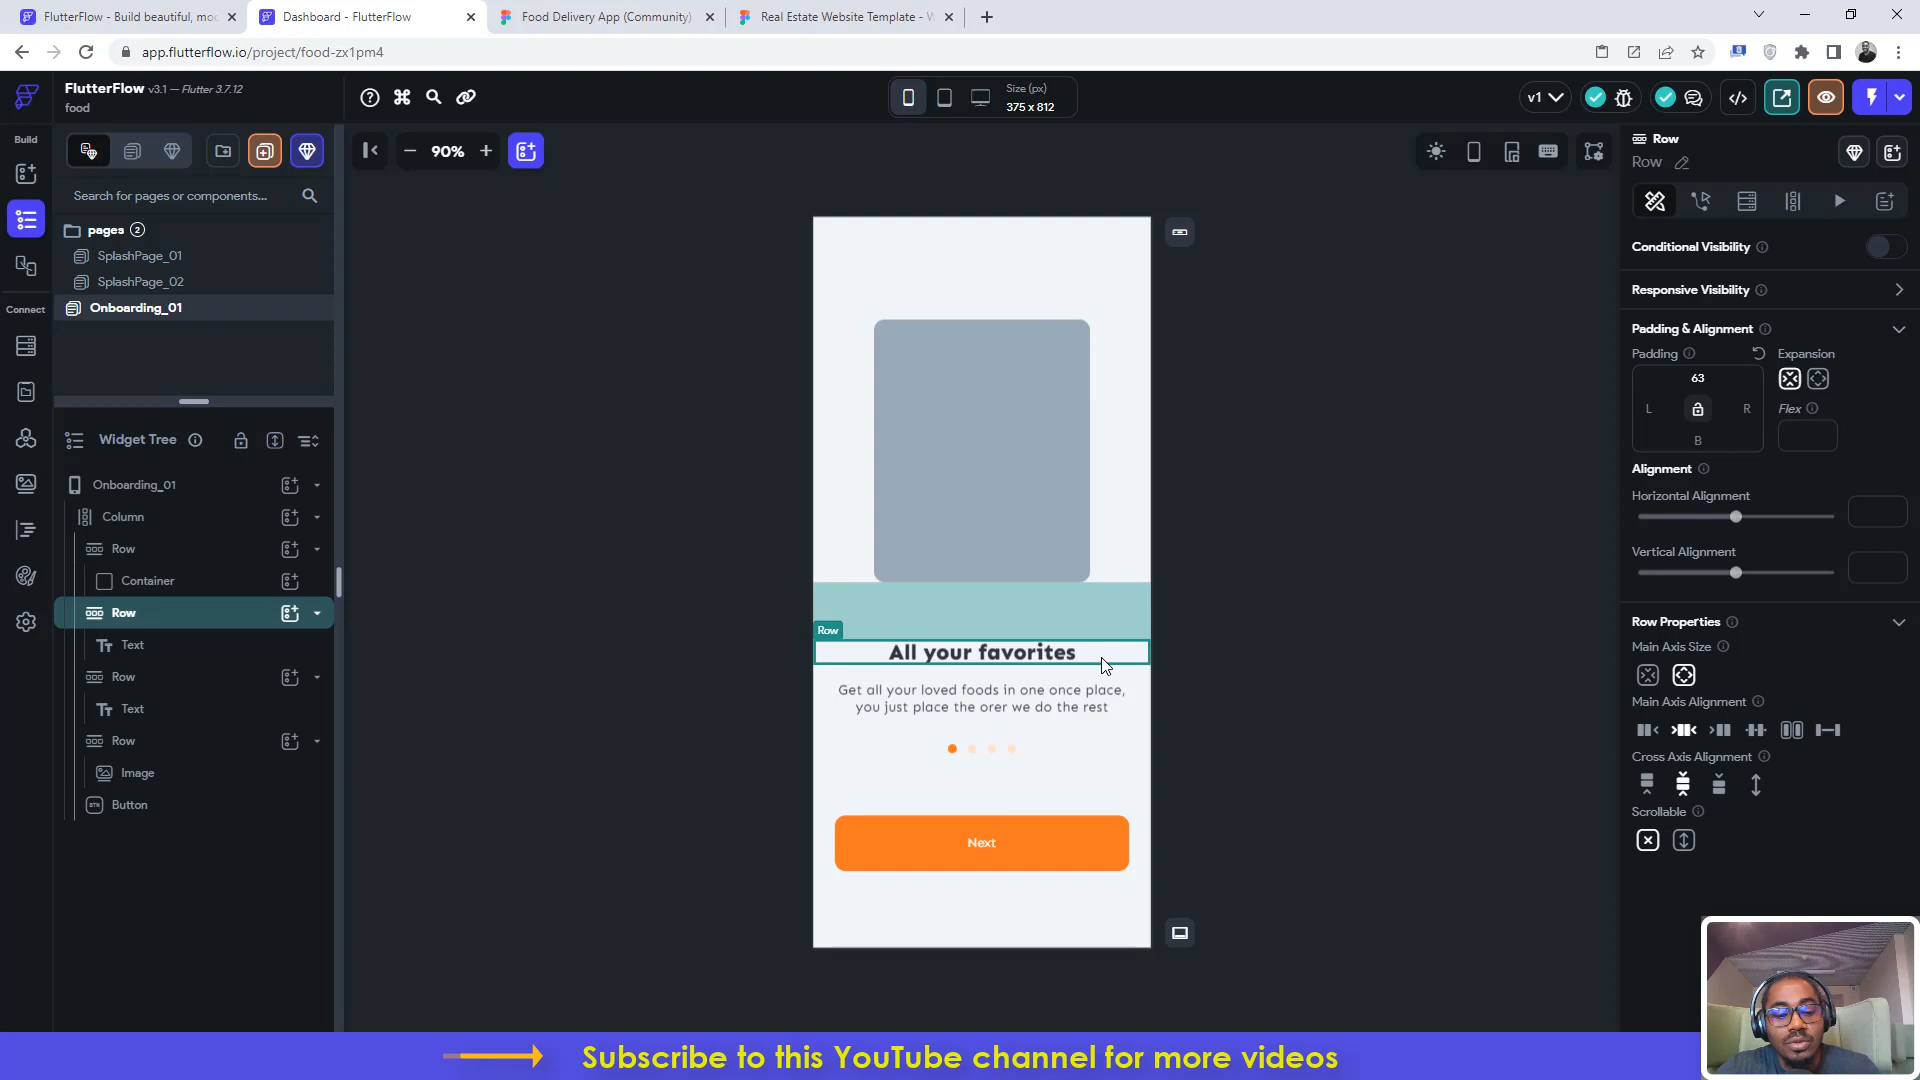 FlutterFlow - Build beautiful, mo
Dashboard - FlutterFlow
Food Delivery App (Community)
Real Estate Website Template - W
app.flutterflow.io/project/food-zx1pm4
FlutterFlow v3.1 — Flutter 3.7.12
food
Size (px)
375 x 812
v1
Build
90%
Row
Row
Search for pages or components...
pages 2
SplashPage_01
SplashPage_02
Onboarding_01
Connect
Widget Tree
Onboarding_01
Column
Row
Container
Row
Text
Row
Text
Row
Image
Button
Row
All your favorites
Get all your loved foods in one once place,
you just place the orer we do the rest
Next
Conditional Visibility
Responsive Visibility
Padding & Alignment
Padding
Expansion
63
L
R
B
Flex
Alignment
Horizontal Alignment
Vertical Alignment
Row Properties
Main Axis Size
Main Axis Alignment
Cross Axis Alignment
Scrollable
Subscribe to this YouTube channel for more videos